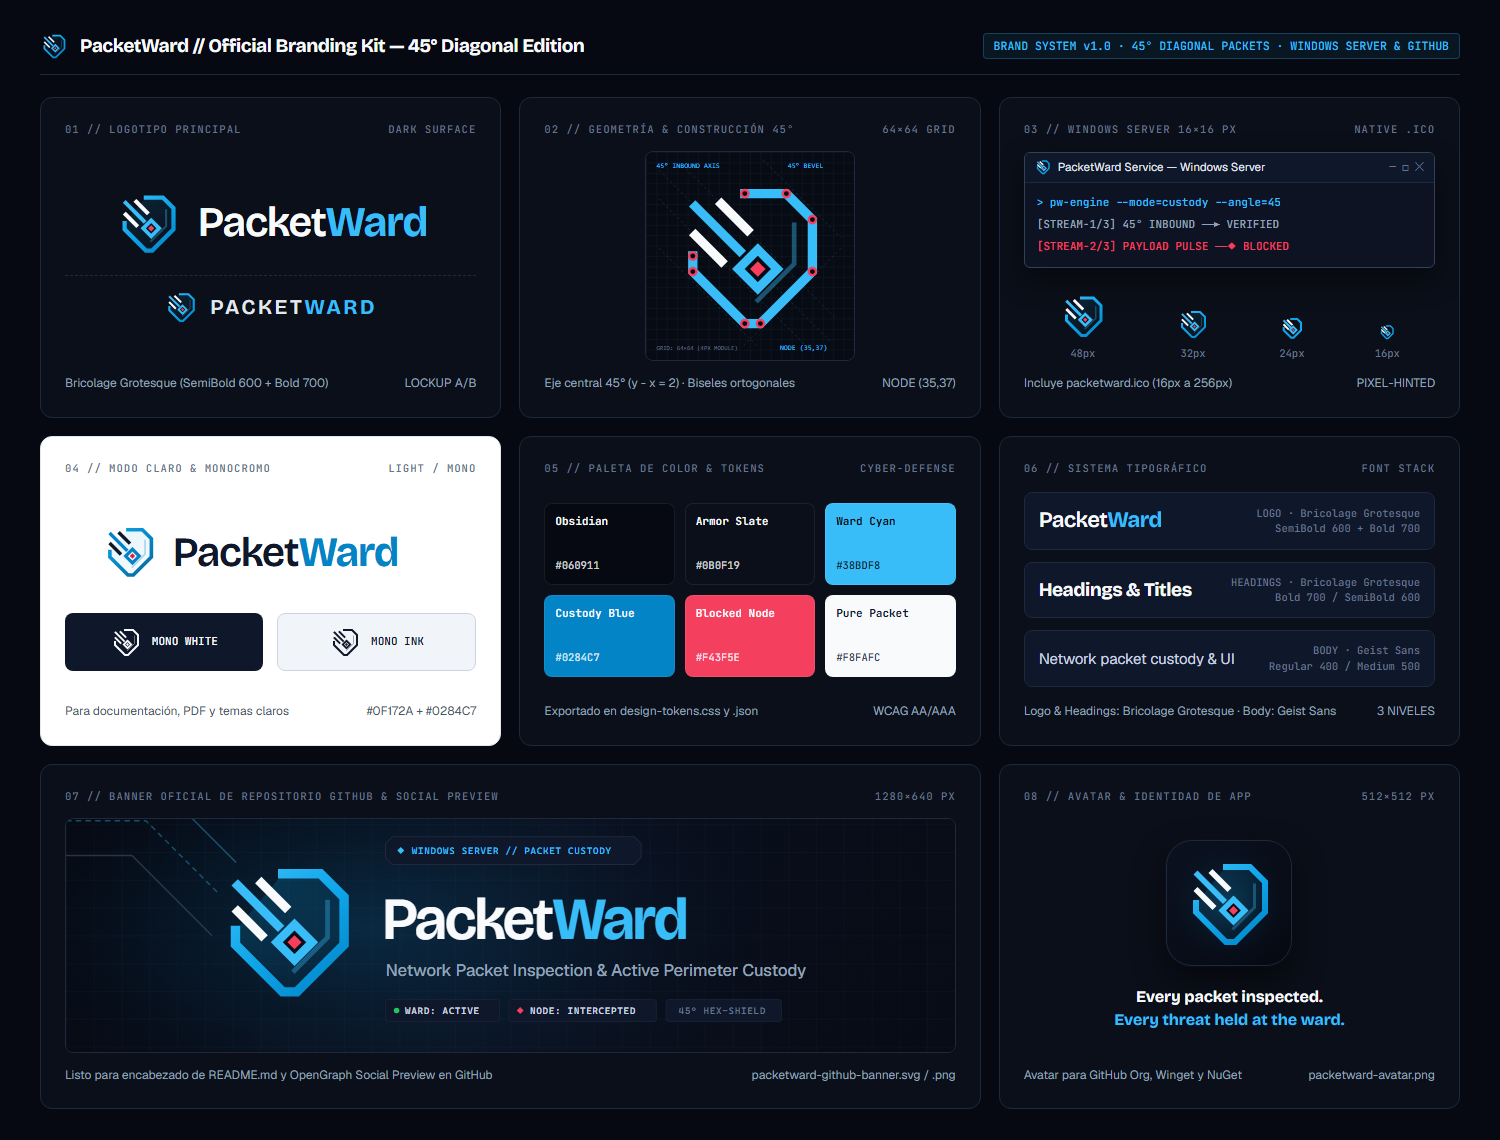 PacketWard // Official Branding Kit — 45° Diagonal Edition
BRAND SYSTEM v1.0 · 45° DIAGONAL PACKETS · WINDOWS SERVER & GITHUB
01 // LOGOTIPO PRINCIPAL
DARK SURFACE
PacketWard
PACKETWARD
Bricolage Grotesque (SemiBold 600 + Bold 700)
LOCKUP A/B
02 // GEOMETRÍA & CONSTRUCCIÓN 45°
64×64 GRID
45° INBOUND AXIS
45° BEVEL
GRID: 64×64 (4PX MODULE)
NODE (35,37)
Eje central 45° (y - x = 2) · Biseles ortogonales
NODE (35,37)
03 // WINDOWS SERVER 16×16 PX
NATIVE .ICO
PacketWard Service — Windows Server
> pw-engine --mode=custody --angle=45
[STREAM-1/3] 45° INBOUND ──► VERIFIED
[STREAM-2/3] PAYLOAD PULSE ──◆ BLOCKED
48px
32px
24px
16px
Incluye packetward.ico (16px a 256px)
PIXEL-HINTED
04 // MODO CLARO & MONOCROMO
LIGHT / MONO
PacketWard
MONO WHITE
MONO INK
Para documentación, PDF y temas claros
#0F172A + #0284C7
05 // PALETA DE COLOR & TOKENS
CYBER-DEFENSE
Obsidian
#060911
Armor Slate
#0B0F19
Ward Cyan
#38BDF8
Custody Blue
#0284C7
Blocked Node
#F43F5E
Pure Packet
#F8FAFC
Exportado en design-tokens.css y .json
WCAG AA/AAA
06 // SISTEMA TIPOGRÁFICO
FONT STACK
PacketWard
LOGO · Bricolage Grotesque
SemiBold 600 + Bold 700
Headings & Titles
HEADINGS · Bricolage Grotesque
Bold 700 / SemiBold 600
Network packet custody & UI
BODY · Geist Sans
Regular 400 / Medium 500
Logo & Headings: Bricolage Grotesque · Body: Geist Sans
3 NIVELES
07 // BANNER OFICIAL DE REPOSITORIO GITHUB & SOCIAL PREVIEW
1280×640 PX
◆ WINDOWS SERVER // PACKET CUSTODY
PacketWard
Network Packet Inspection & Active Perimeter Custody
● WARD: ACTIVE
◆ NODE: INTERCEPTED
45° HEX-SHIELD
Listo para encabezado de README.md y OpenGraph Social Preview en GitHub
packetward-github-banner.svg / .png
08 // AVATAR & IDENTIDAD DE APP
512×512 PX
Every packet inspected.
Every threat held at the ward.
Avatar para GitHub Org, Winget y NuGet
packetward-avatar.png